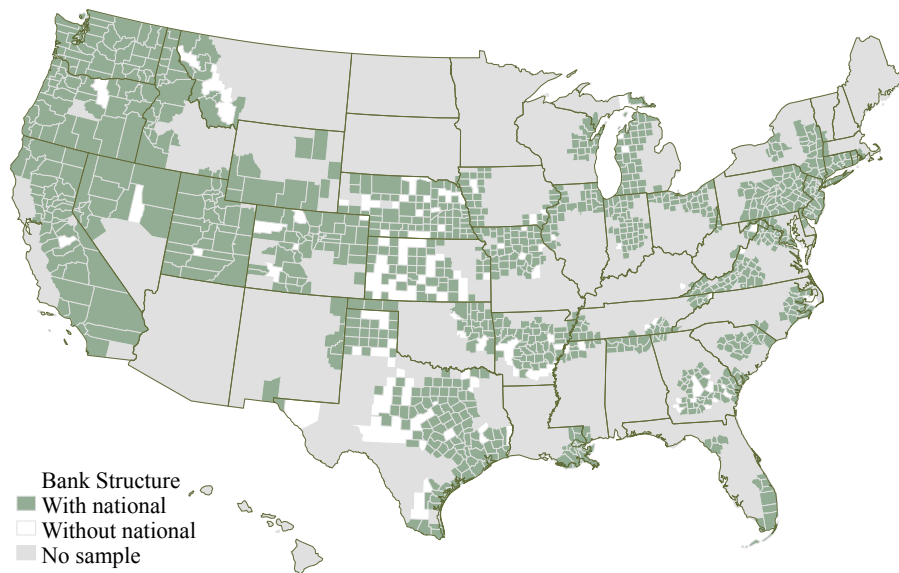 Bank Structure
With national
Without national
No sample